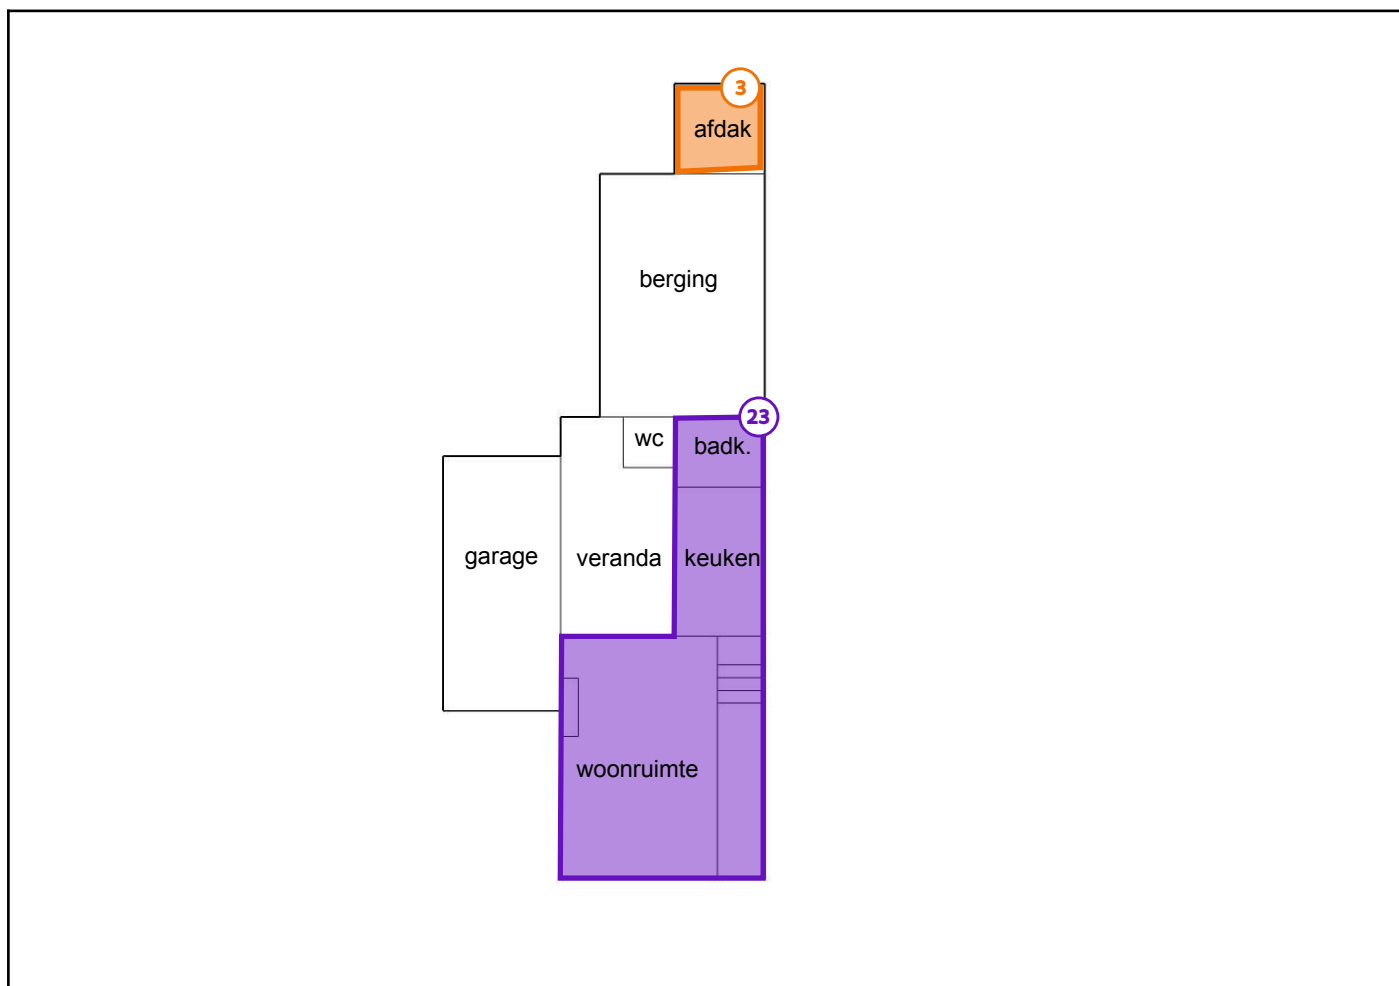 3
afdak
berging
23
wc
badk.
garage
veranda
keuken
woonruimte